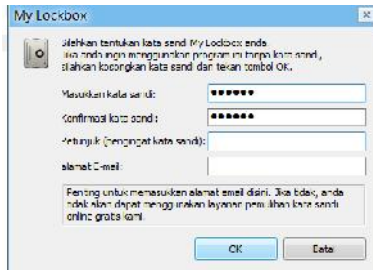 My Lockbox
Silahkan tentukan kata sandi My Lockbox anda.
Jika anda ingin menggunakan program ini tanpa kata sandi,
silahkan kosongkan kata sandi dan tekan tombol OK.
Masukkan kata sandi:
Konfirmasi kata sandi:
Petunjuk (pengingat kata sandi):
alamat E-mail:
Penting untuk memasukkan alamat email disini. Jika tidak, anda
tidak akan dapat menggunakan layanan pemulihan kata sandi
online gratis kami.
OK Batal